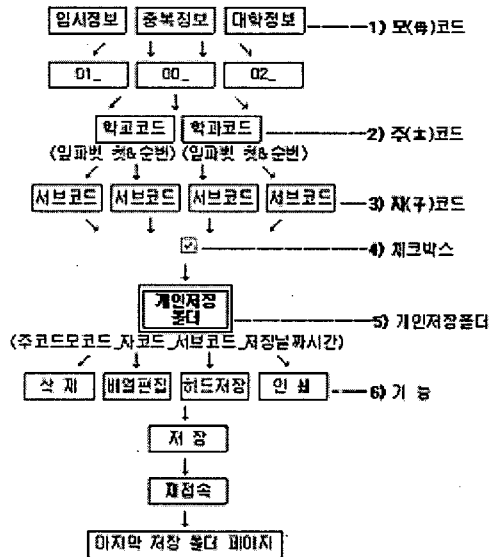 입시정보 중복정보 대학정보 1) 모(母)코드
01_ 00_ 02_
학교코드 학과코드 2) 주(主)코드
(알파벳 첫& 순번) (알파벳 첫& 순번)
서브코드 서브코드 서브코드 서브코드 3) 자(子)코드
4) 체크박스
개인저장
폴더 5) 개인저장폴더
(주코드모코드_자코드_서브코드_저장날짜시간)
삭 제 배열편집 하드저장 인 쇄 6) 기 능
저 장
재접속
마지막 저장 폴더 페이지